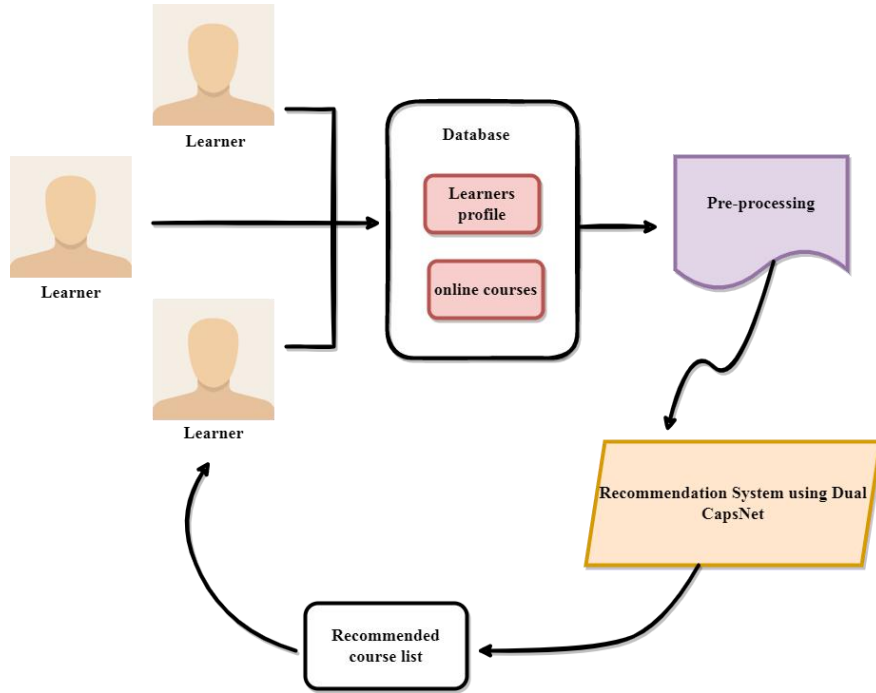 Learner
Learner
Learner
Database
Learners
profile
online courses
Pre-processing
Recommendation System using Dual
CapsNet
Recommended
course list